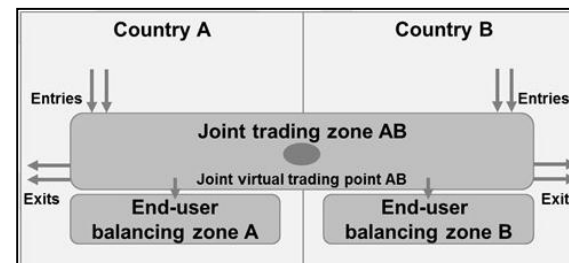 Country A
Country B
Entries
Entries
Joint trading zone AB
Joint virtual trading point AB
Exits
Exit
End-user
balancing zone A
End-user
balancing zone B